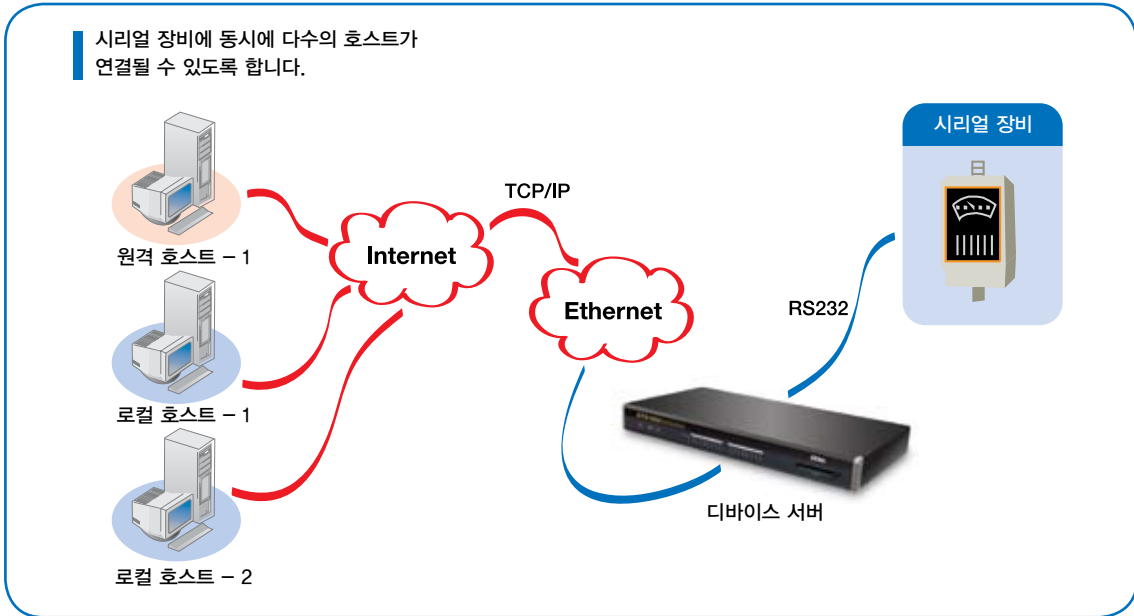 시리얼 장비에 동시에 다수의 호스트가
연결될 수 있도록 합니다.
시리얼 장비
TCP/IP
원격 호스트 – 1
Internet
Ethernet
RS232
로컬 호스트 – 1
디바이스 서버
로컬 호스트 – 2